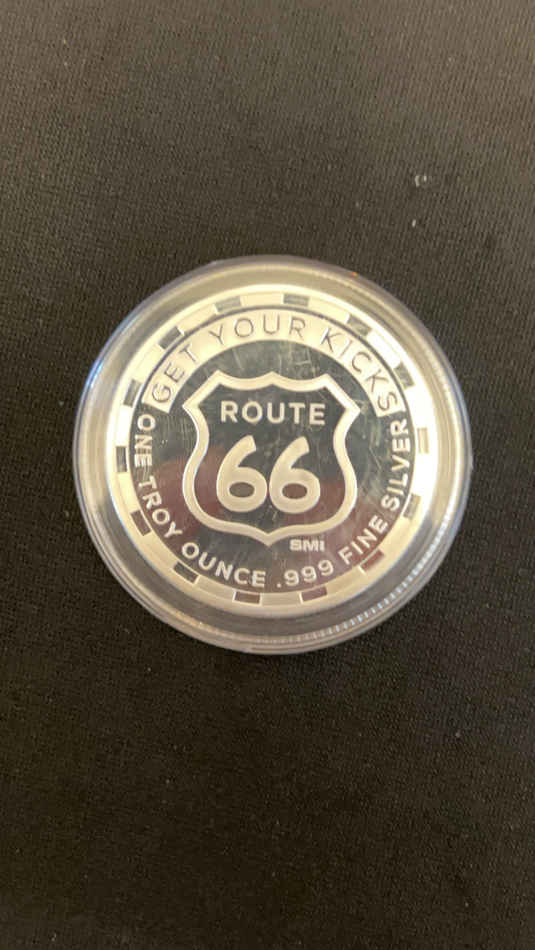 GET YOUR KICKS
ROUTE
66
SMI
ONE TROY OUNCE .999 FINE SILVER